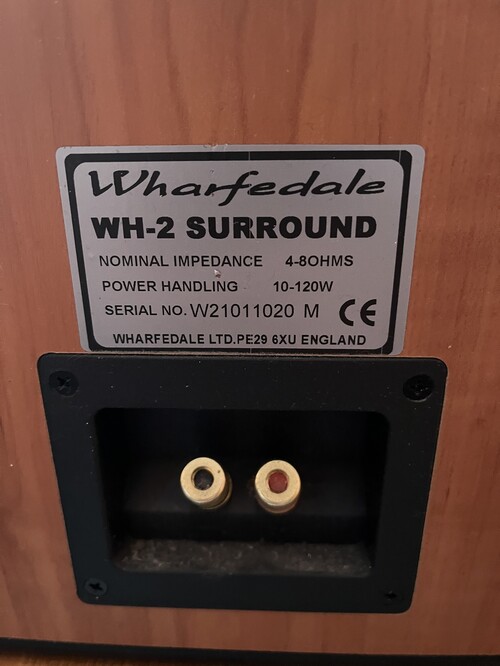 Wharfedale
WH-2 SURROUND
NOMINAL IMPEDANCE 4-8OHMS
POWER HANDLING 10-120W
SERIAL NO. W21011020 M CE
WHARFEDALE LTD.PE29 6XU ENGLAND